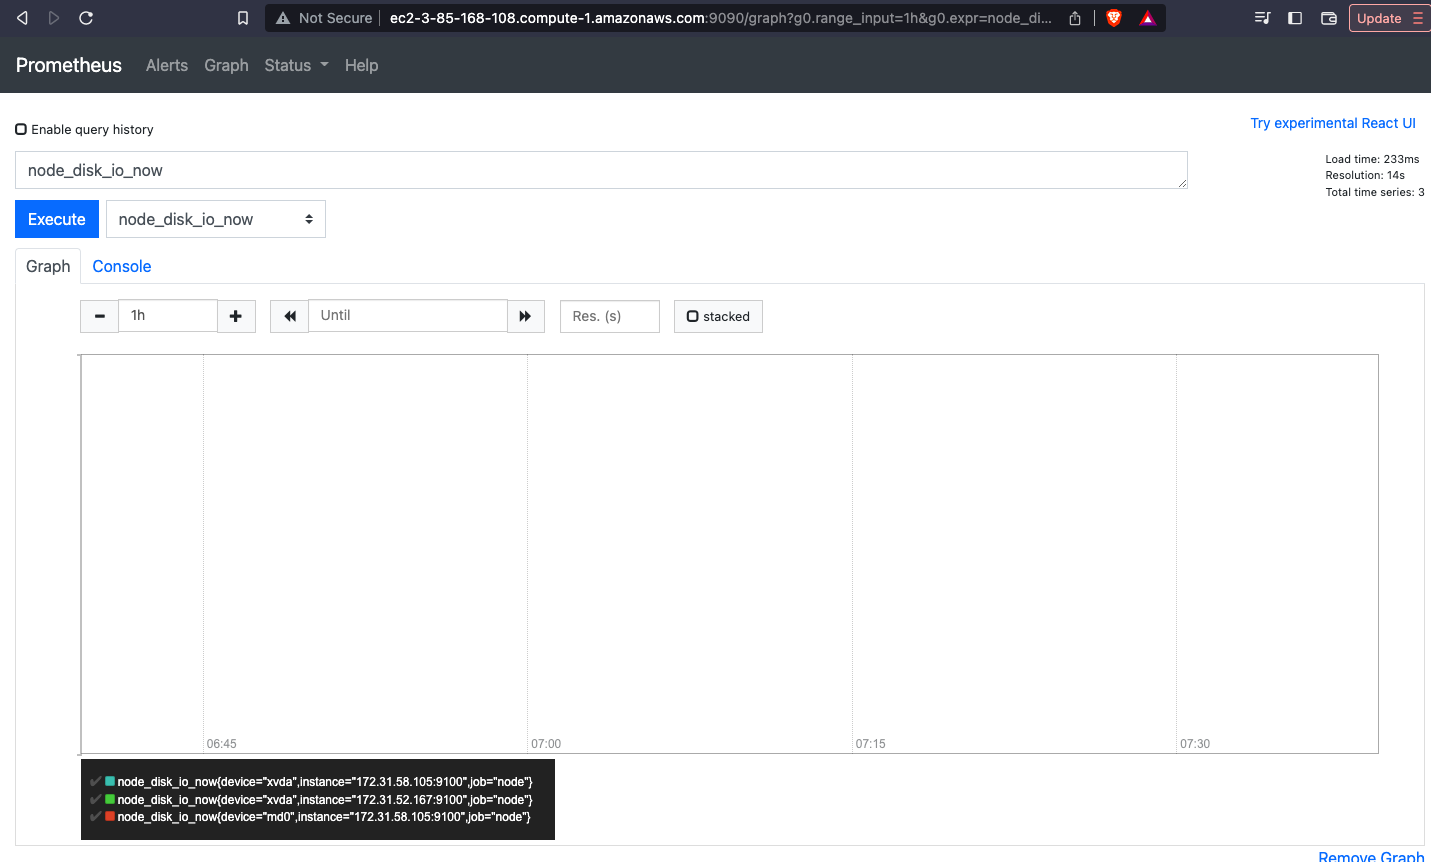 Not Secure ec2-3-85-168-108.compute-1.amazonaws.com:9090/graph?g0.range_input=1h&g0.expr=node_di... Update
Prometheus Alerts Graph Status Help
Enable query history
Try experimental React UI
node_disk_io_now
Load time: 233ms
Resolution: 14s
Total time series: 3
Execute node_disk_io_now
Graph Console
1h Until Res. (s) stacked
06:45 07:00 07:15 07:30
node_disk_io_now{device="xvda",instance="172.31.58.105:9100",job="node"}
node_disk_io_now{device="xvda",instance="172.31.52.167:9100",job="node"}
node_disk_io_now{device="md0",instance="172.31.58.105:9100",job="node"}
Remove Graph